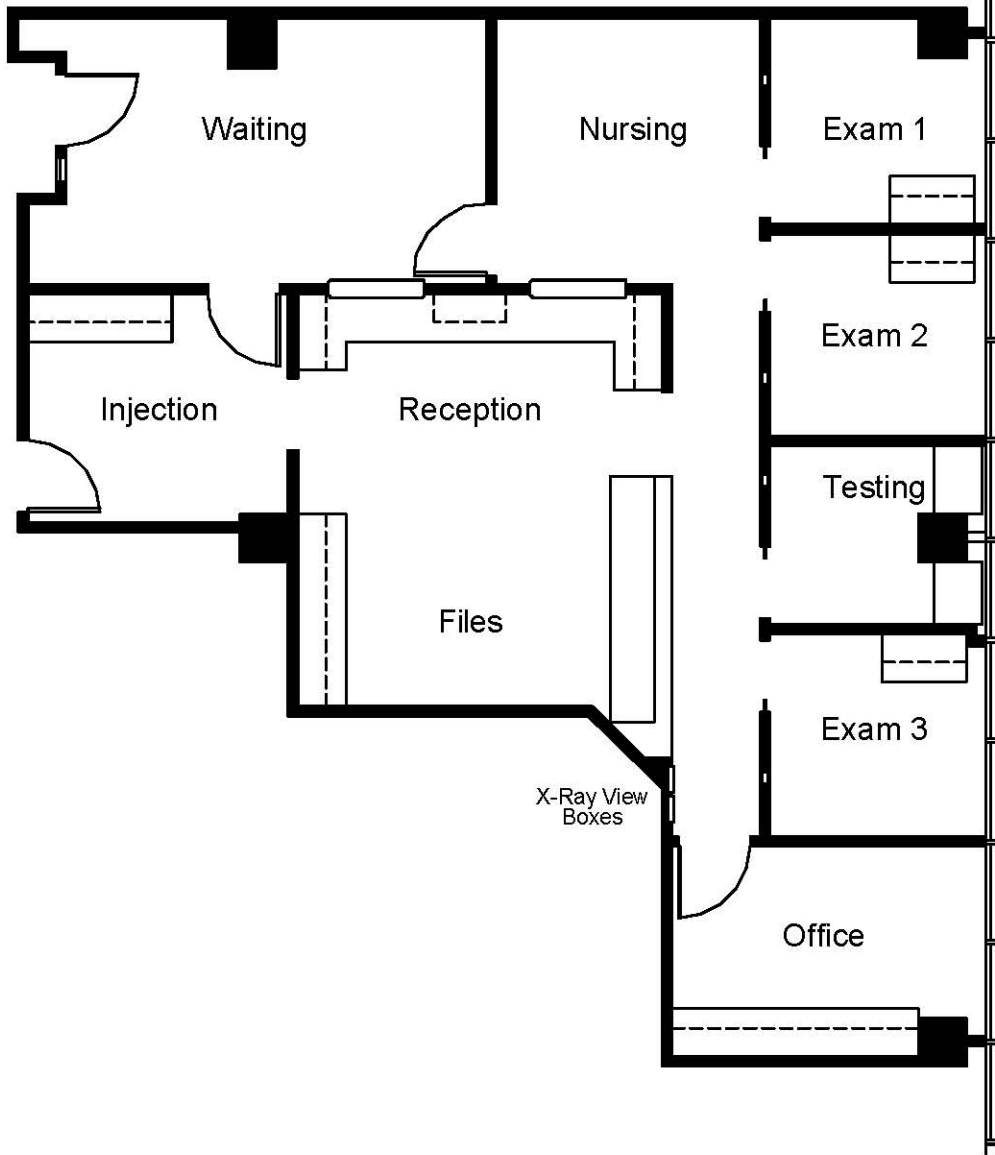 Waiting
Nursing
Exam 1
Exam 2
Injection
Reception
Testing
Files
Exam 3
X-Ray View
Boxes
Office